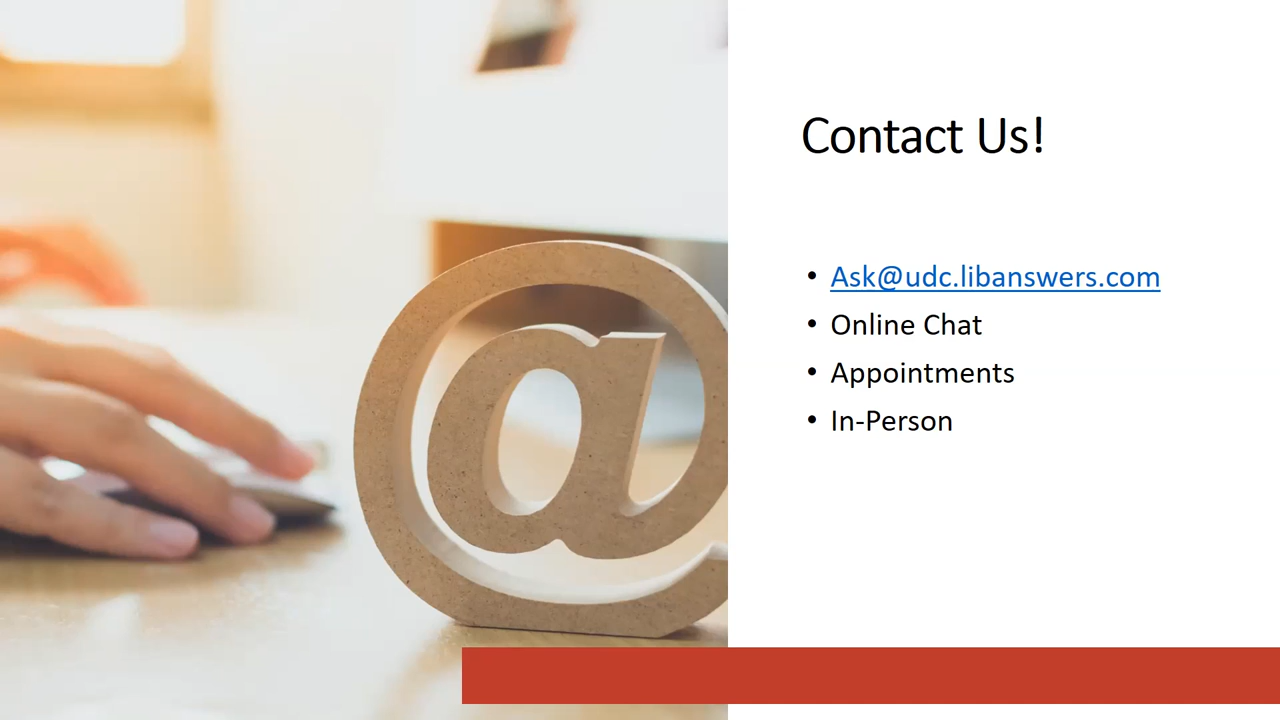 Contact Us!
• Ask@udc.libanswers.com
• Online Chat
• Appointments
• In-Person
@